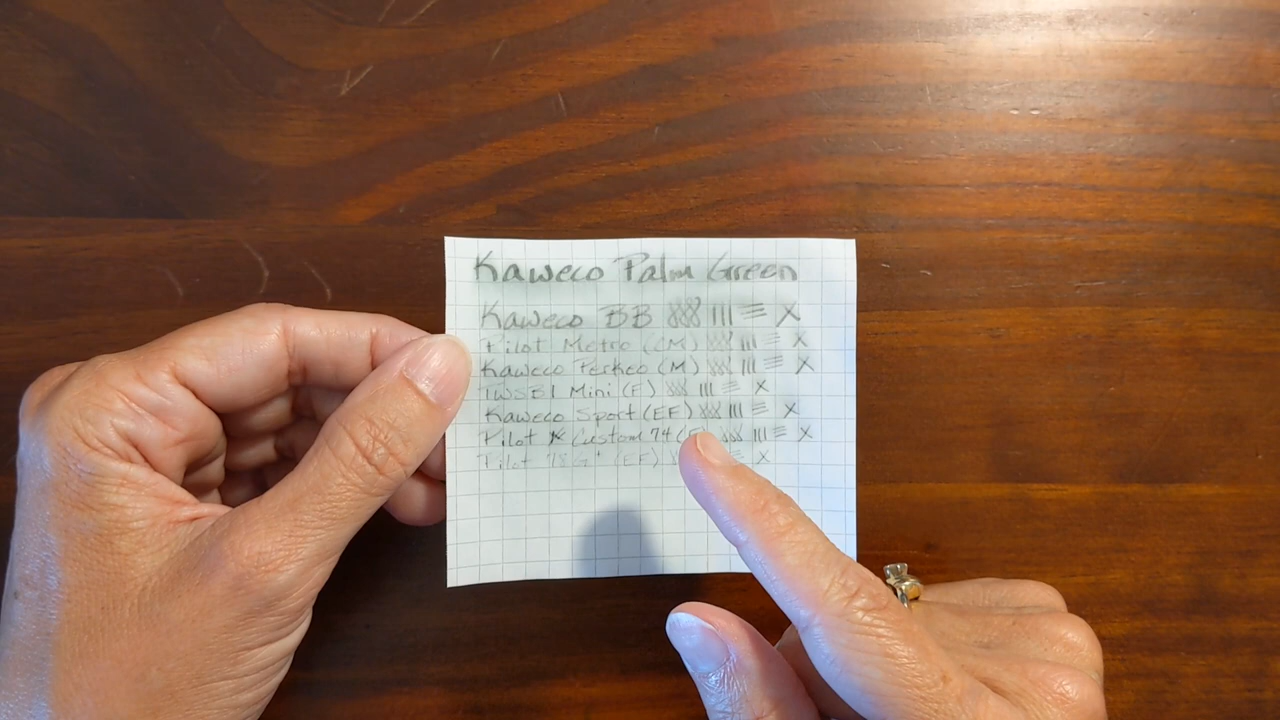 Kaweco Palm Green
Kaweco BB
Pilot Metro (CM)
Kaweco Perkeo (M)
TWSBI Mini (F)
Kaweco Sport (EF)
Pilot Custom 74 (F)
Pilot 78G+ (EF)